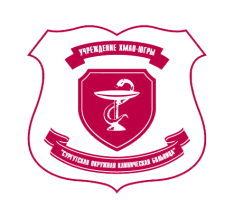 УЧРЕЖДЕНИЕ ХМАО-ЮГРЫ
"СУРГУТСКАЯ ОКРУЖНАЯ КЛИНИЧЕСКАЯ БОЛЬНИЦА"